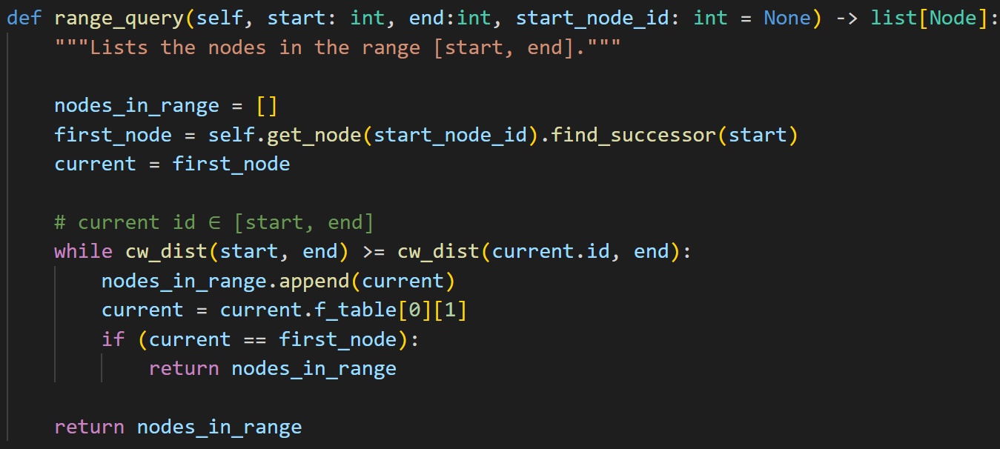 def range_query(self, start: int, end:int, start_node_id: int = None) -> list[Node]:
    """Lists the nodes in the range [start, end]."""

    nodes_in_range = []
    first_node = self.get_node(start_node_id).find_successor(start)
    current = first_node

    # current id ∈ [start, end]
    while cw_dist(start, end) >= cw_dist(current.id, end):
        nodes_in_range.append(current)
        current = current.f_table[0][1]
        if (current == first_node):
            return nodes_in_range

    return nodes_in_range